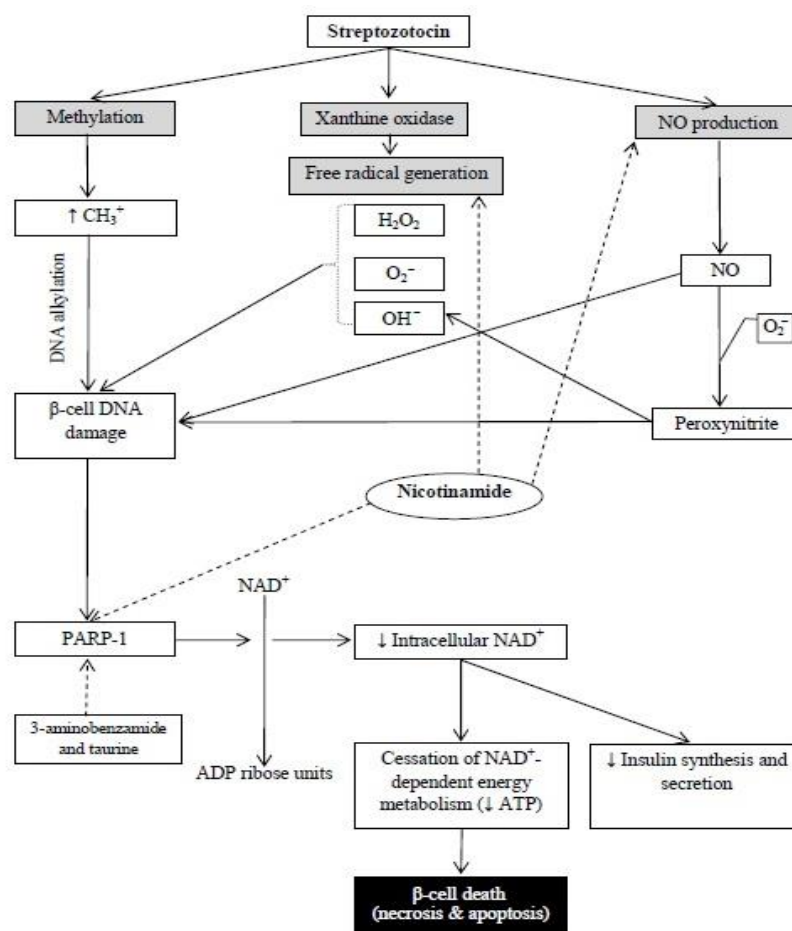 Streptozotocin
Methylation
Xanthine oxidase
NO production
Free radical generation
↑ CH₃⁺
H₂O₂
O₂⁻
OH⁻
NO
O₂⁻
DNA alkylation
β-cell DNA
damage
Peroxynitrite
Nicotinamide
NAD⁺
PARP-1
↓ Intracellular NAD⁺
3-aminobenzamide
and taurine
ADP ribose units
Cessation of NAD⁺-
dependent energy
metabolism (↓ ATP)
↓ Insulin synthesis and
secretion
β-cell death
(necrosis & apoptosis)